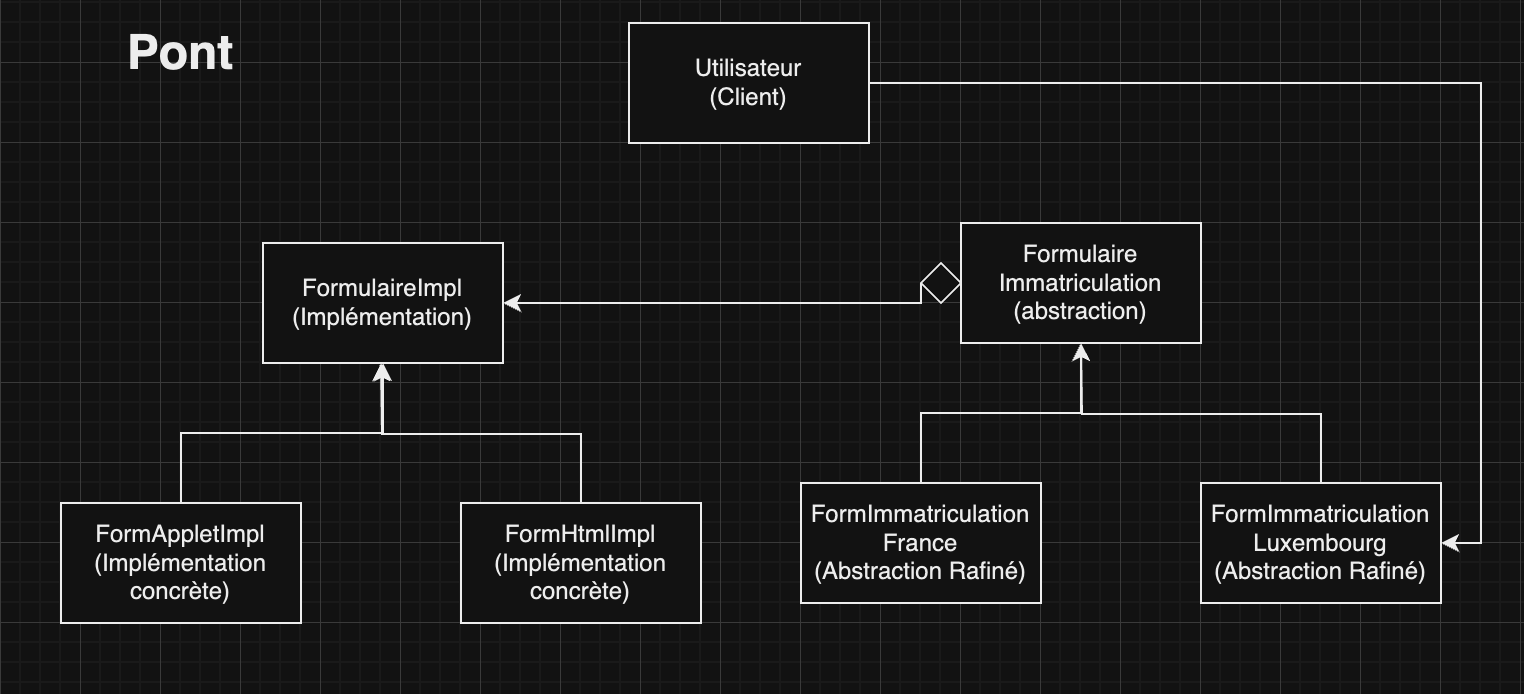 Pont
Utilisateur
(Client)
Formulaire
Immatriculation
(abstraction)
FormulaireImpl
(Implémentation)
FormAppletImpl
(Implémentation
concrète)
FormHtmlImpl
(Implémentation
concrète)
FormImmatriculation
France
(Abstraction Rafiné)
FormImmatriculation
Luxembourg
(Abstraction Rafiné)